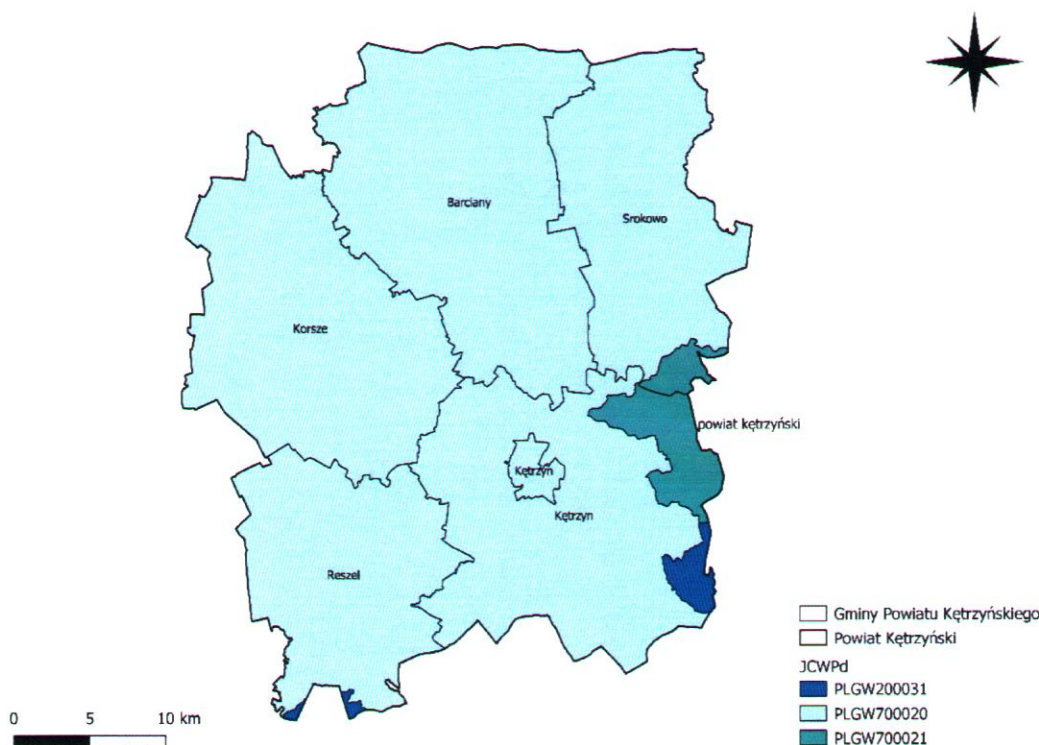 Barciany
Srokowo
Korsze
powiat kętrzyński
Kętrzyn
Kętrzyn
Reszel
Gminy Powiatu Kętrzyńskiego
Powiat Kętrzyński
JCWPd
PLGW200031
PLGW700020
PLGW700021
0 5 10 km